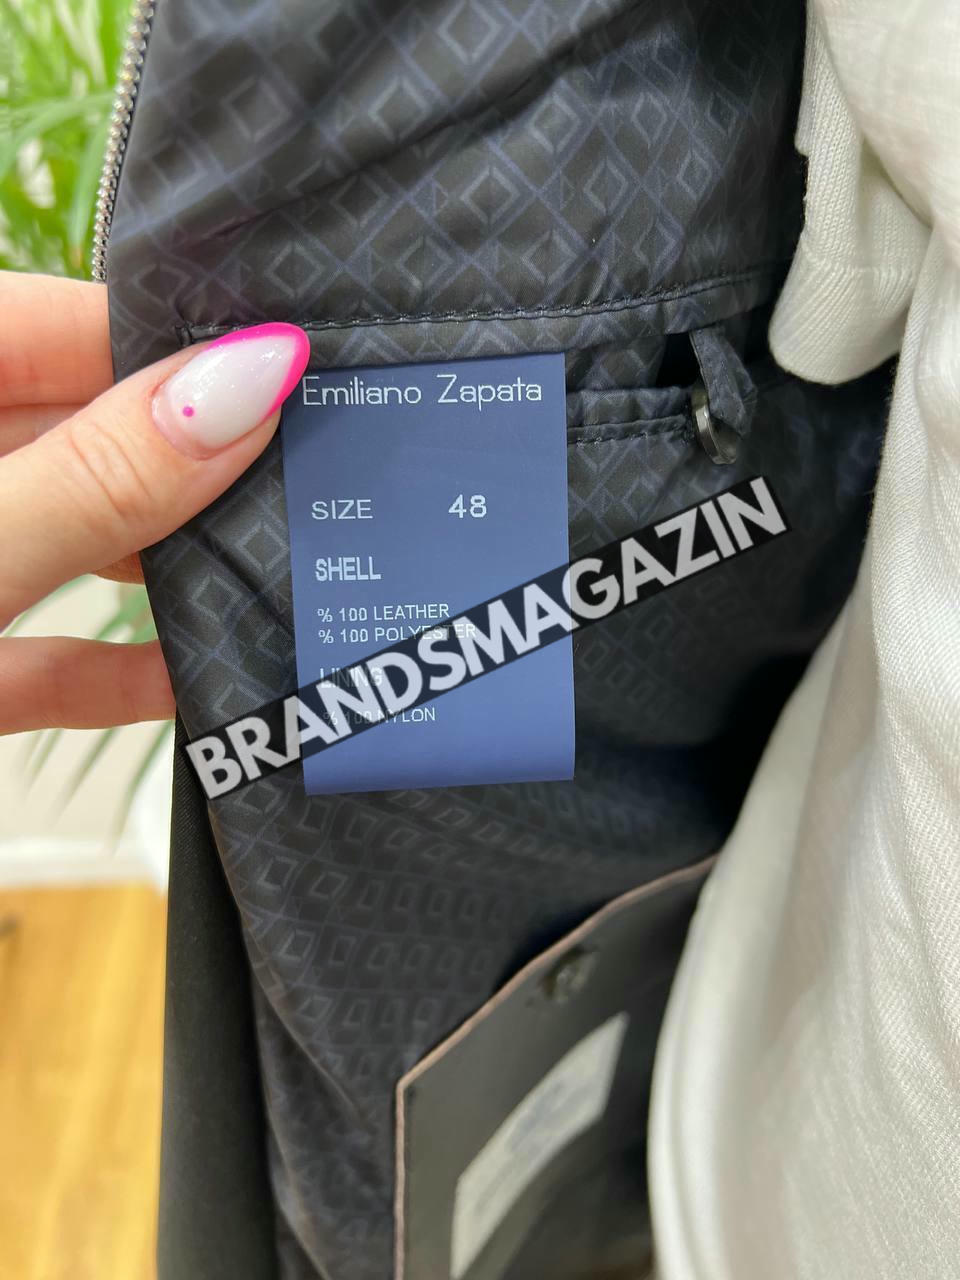 Emiliano Zapata
SIZE 48
SHELL
% 100 LEATHER
% 100 POLYESTER
LINING
% 100 NYLON
BRANDSMAGAZIN